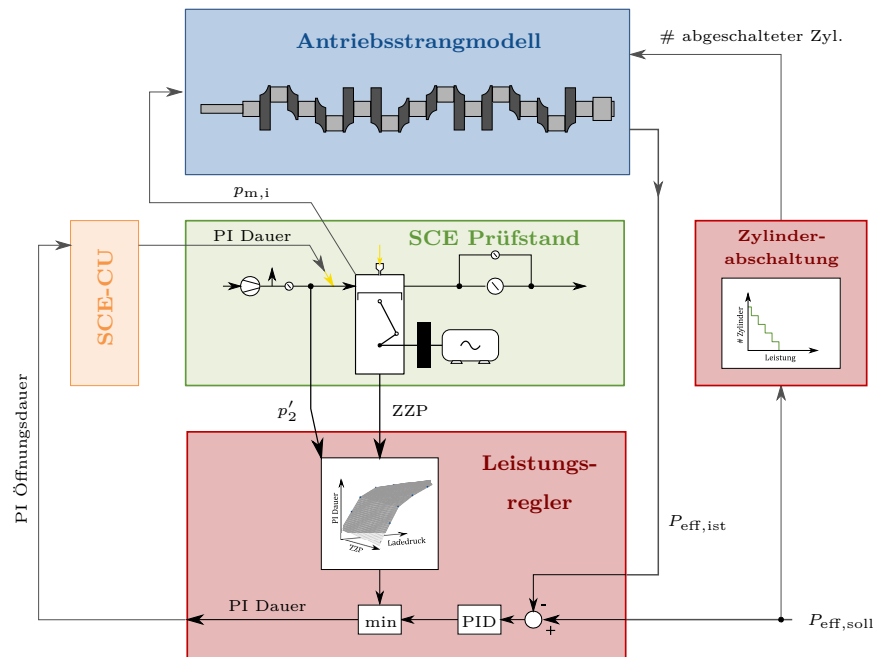 Antriebsstrangmodell
# abgeschalteter Zyl.
p_m,i
SCE-CU
PI Dauer
SCE Prüfstand
Zylinder-
abschaltung
# Zylinder
Leistung
PI Öffnungsdauer
p′_2
ZZP
Leistungs-
regler
PI Dauer
Ladedruck
TZP
P_eff,ist
PI Dauer
min
PID
-
+
P_eff,soll